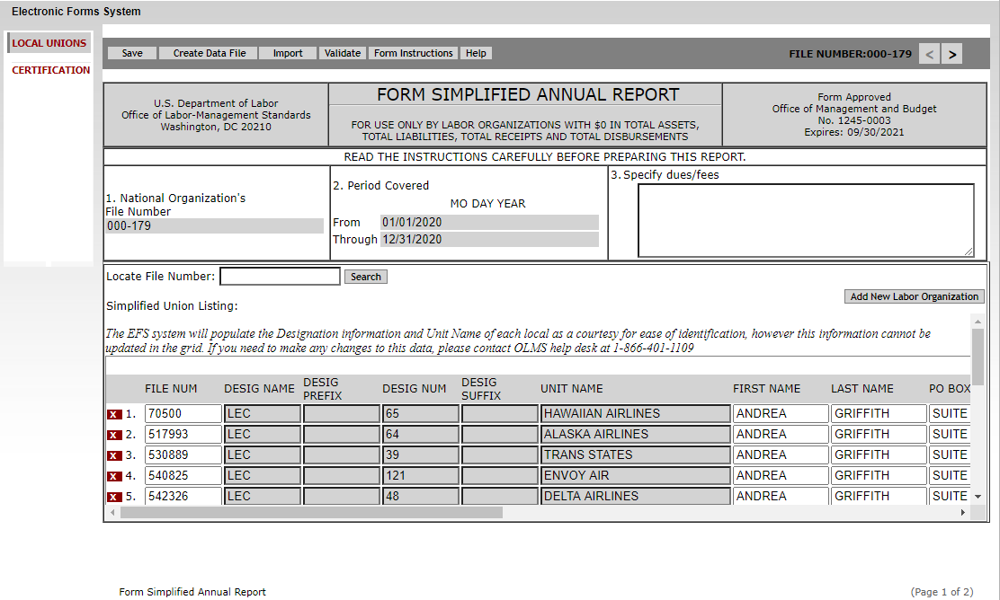 Electronic Forms System
LOCAL UNIONS
CERTIFICATION
Save Create Data File Import Validate Form Instructions Help FILE NUMBER:000-179 < >
U.S. Department of Labor
Office of Labor-Management Standards
Washington, DC 20210
FORM SIMPLIFIED ANNUAL REPORT
FOR USE ONLY BY LABOR ORGANIZATIONS WITH $0 IN TOTAL ASSETS,
TOTAL LIABILITIES, TOTAL RECEIPTS AND TOTAL DISBURSEMENTS
Form Approved
Office of Management and Budget
No. 1245-0003
Expires: 09/30/2021
READ THE INSTRUCTIONS CAREFULLY BEFORE PREPARING THIS REPORT.
1. National Organization's
File Number
000-179
2. Period Covered
MO DAY YEAR
From 01/01/2020
Through 12/31/2020
3. Specify dues/fees
Locate File Number: Search
Add New Labor Organization
Simplified Union Listing:
The EFS system will populate the Designation information and Unit Name of each local as a courtesy for ease of identification, however this information cannot be
updated in the grid. If you need to make any changes to this data, please contact OLMS help desk at 1-866-401-1109
FILE NUM DESIG NAME DESIG PREFIX DESIG NUM DESIG SUFFIX UNIT NAME FIRST NAME LAST NAME PO BOX
X 1. 70500 LEC 65 HAWAIIAN AIRLINES ANDREA GRIFFITH SUITE
X 2. 517993 LEC 64 ALASKA AIRLINES ANDREA GRIFFITH SUITE
X 3. 530889 LEC 39 TRANS STATES ANDREA GRIFFITH SUITE
X 4. 540825 LEC 121 ENVOY AIR ANDREA GRIFFITH SUITE
X 5. 542326 LEC 48 DELTA AIRLINES ANDREA GRIFFITH SUITE
Form Simplified Annual Report (Page 1 of 2)